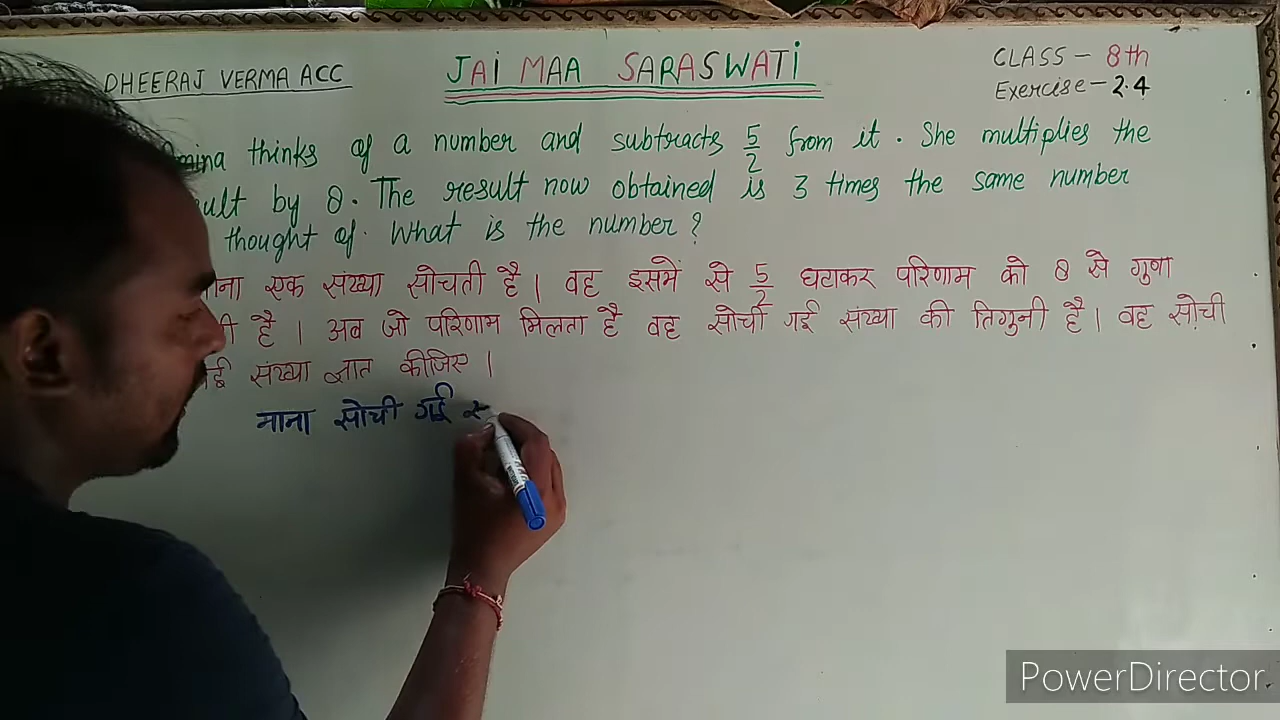 DHEERAJ VERMA ACC
JAI MAA SARASWATI
CLASS - 8th
Exercise - 2.4
thinks of a number and subtracts 5/2 from it. She multiplies the
by 8. The result now obtained is 3 times the same number
thought of. What is the number?
एक संख्या सोचती है। वह इसमें से 5/2 घटाकर परिणाम को 8 से गुणा
है। अब जो परिणाम मिलता है वह सोची गई संख्या की तिगुनी है। वह सोची
संख्या ज्ञात कीजिए।
माना सोची गई
PowerDirector